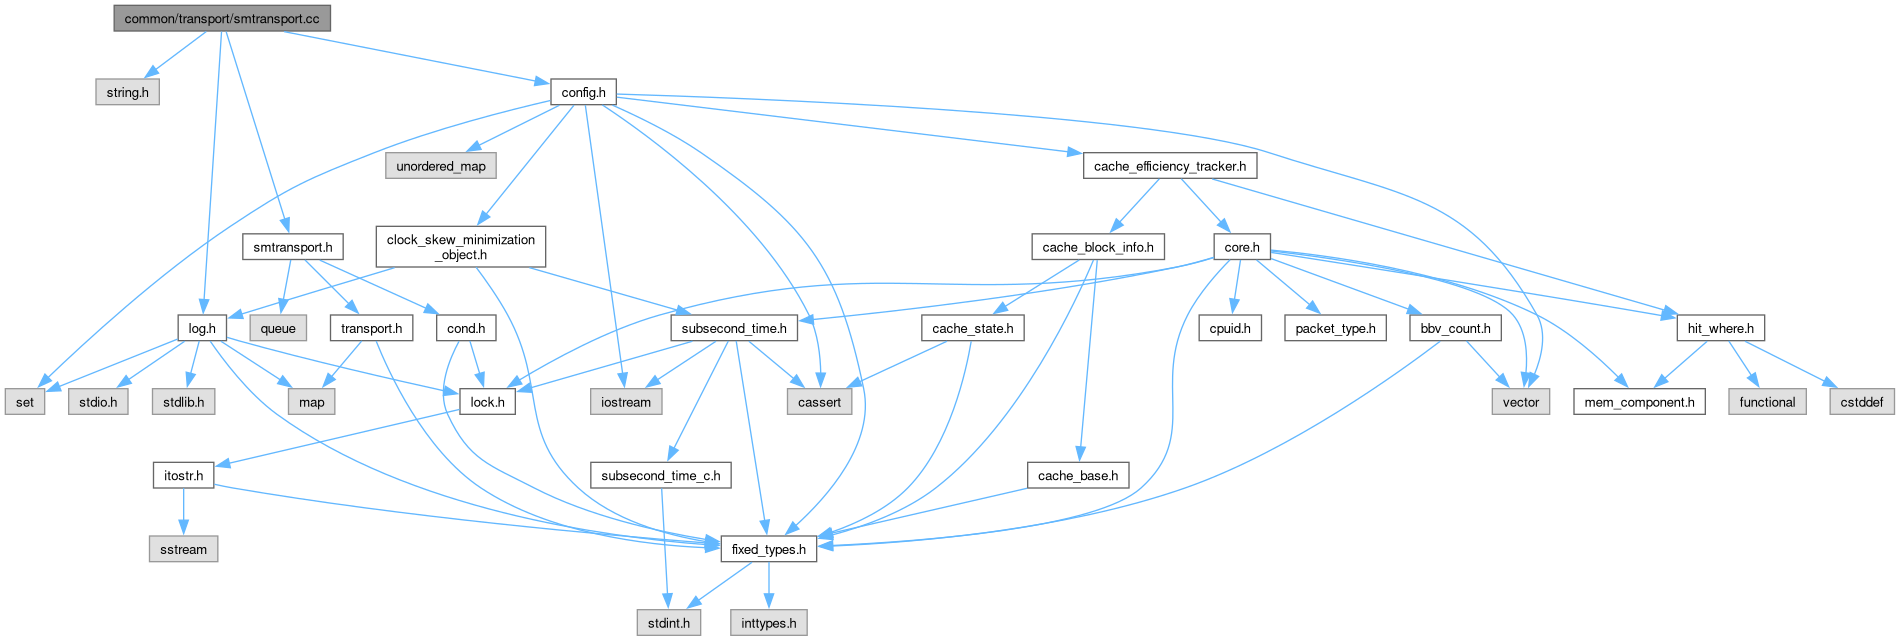 common/transport/smtransport.cc
string.h
config.h
unordered_map
cache_efficiency_tracker.h
smtransport.h
clock_skew_minimization
_object.h
cache_block_info.h
core.h
log.h
queue
transport.h
cond.h
subsecond_time.h
cache_state.h
cpuid.h
packet_type.h
bbv_count.h
hit_where.h
set
stdio.h
stdlib.h
map
lock.h
iostream
cassert
vector
mem_component.h
functional
cstddef
itostr.h
subsecond_time_c.h
cache_base.h
sstream
fixed_types.h
stdint.h
inttypes.h